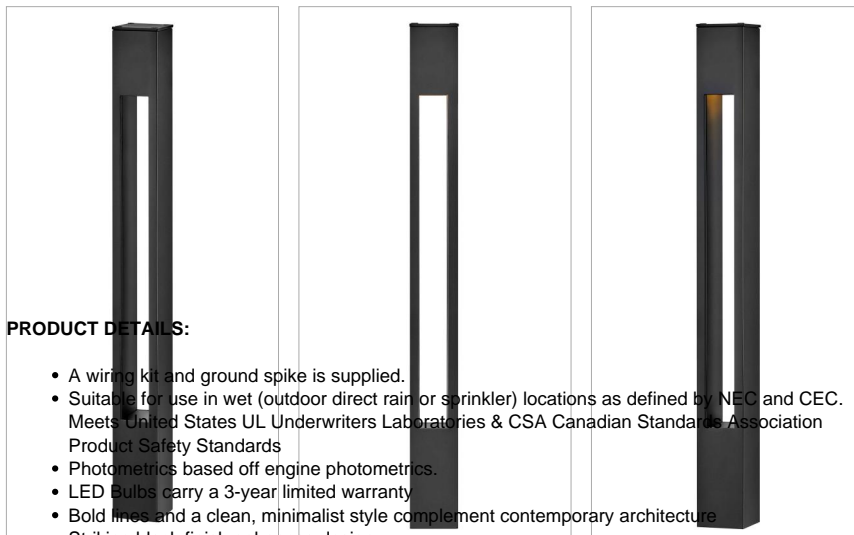 PRODUCT DETAILS:
• A wiring kit and ground spike is supplied.
• Suitable for use in wet (outdoor direct rain or sprinkler) locations as defined by NEC and CEC.
Meets United States UL Underwriters Laboratories & CSA Canadian Standards Association
Product Safety Standards
• Photometrics based off engine photometrics.
• LED Bulbs carry a 3-year limited warranty
• Bold lines and a clean, minimalist style complement contemporary architecture